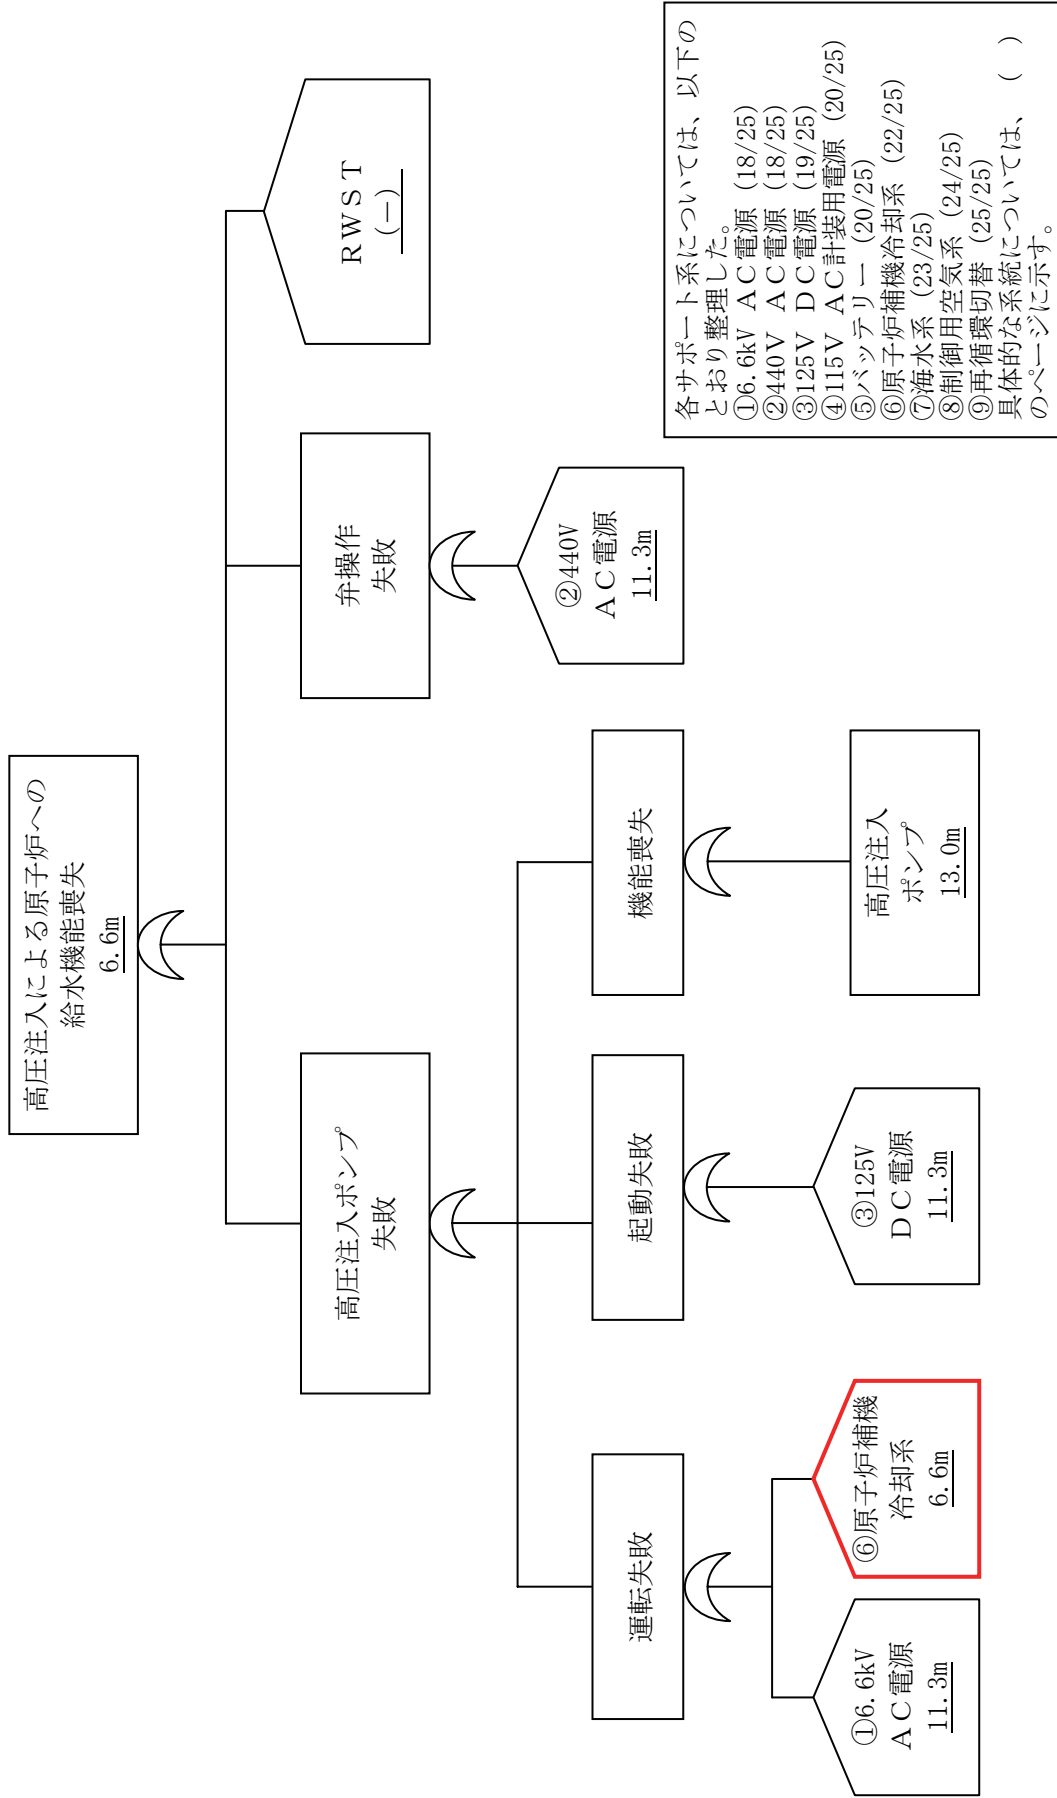 高圧注入による原子炉への
給水機能喪失
6.6m
高圧注入ポンプ
失敗
弁操作
失敗
ＲＷＳＴ
(－)
運転失敗
起動失敗
機能喪失
②440V
ＡＣ電源
11.3m
①6.6kV
ＡＣ電源
11.3m
⑥原子炉補機
冷却系
6.6m
③125V
ＤＣ電源
11.3m
高圧注入
ポンプ
13.0m
各サポート系については、以下の
とおり整理した。
①6.6kV ＡＣ電源 (18/25)
②440V ＡＣ電源 (18/25)
③125V ＤＣ電源 (19/25)
④115V ＡＣ計装用電源 (20/25)
⑤バッテリー (20/25)
⑥原子炉補機冷却系 (22/25)
⑦海水系 (23/25)
⑧制御用空気系 (24/25)
⑨再循環切替 (25/25)
具体的な系統については、( )
のページに示す。